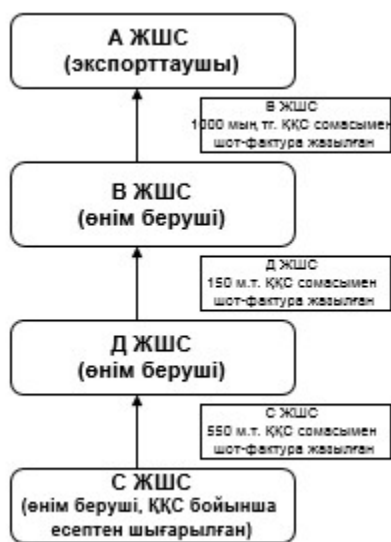 А ЖШС
(экспорттаушы)
В ЖШС
1000 мың тг. ҚҚС сомасымен
шот-фактура жазылған
В ЖШС
(өнім беруші)
Д ЖШС
150 м.т. ҚҚС сомасымен
шот-фактура жазылған
Д ЖШС
(өнім беруші)
С ЖШС
550 м.т. ҚҚС сомасымен
шот-фактура жазылған
С ЖШС
(өнім беруші, ҚҚС бойынша
есептен шығарылған)